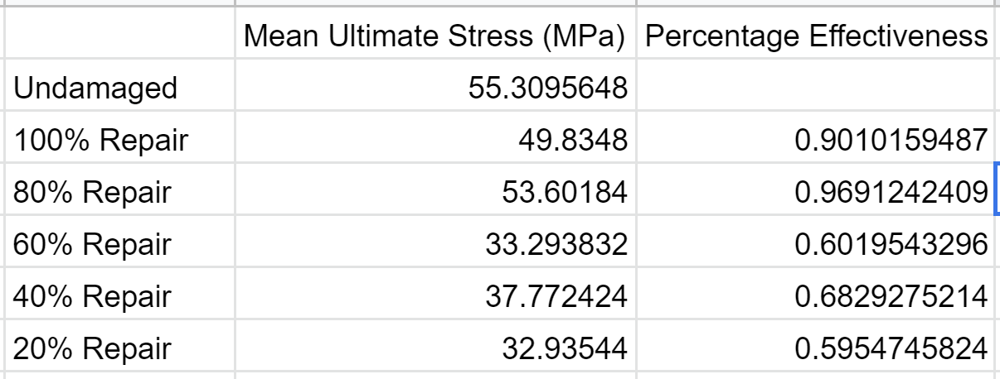 Mean Ultimate Stress (MPa) Percentage Effectiveness
Undamaged 55.3095648
100% Repair 49.8348 0.9010159487
80% Repair 53.60184 0.9691242409
60% Repair 33.293832 0.6019543296
40% Repair 37.772424 0.6829275214
20% Repair 32.93544 0.5954745824